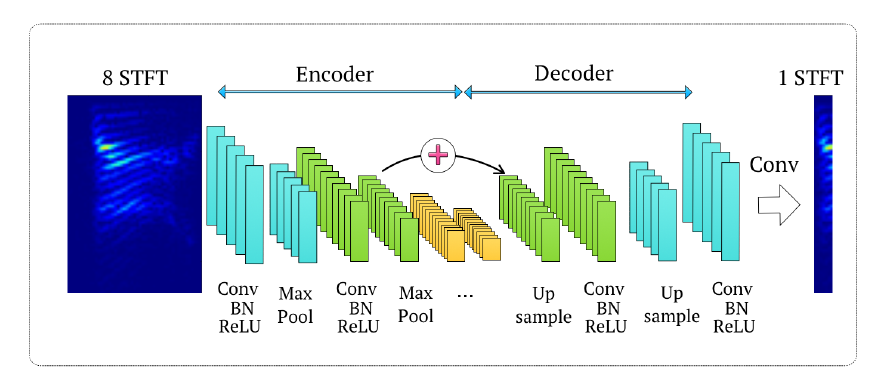 8 STFT
Encoder
Decoder
1 STFT
+
Conv
Conv
BN
ReLU
Max
Pool
Conv
BN
ReLU
Max
Pool
...
Up
sample
Conv
BN
ReLU
Up
sample
Conv
BN
ReLU